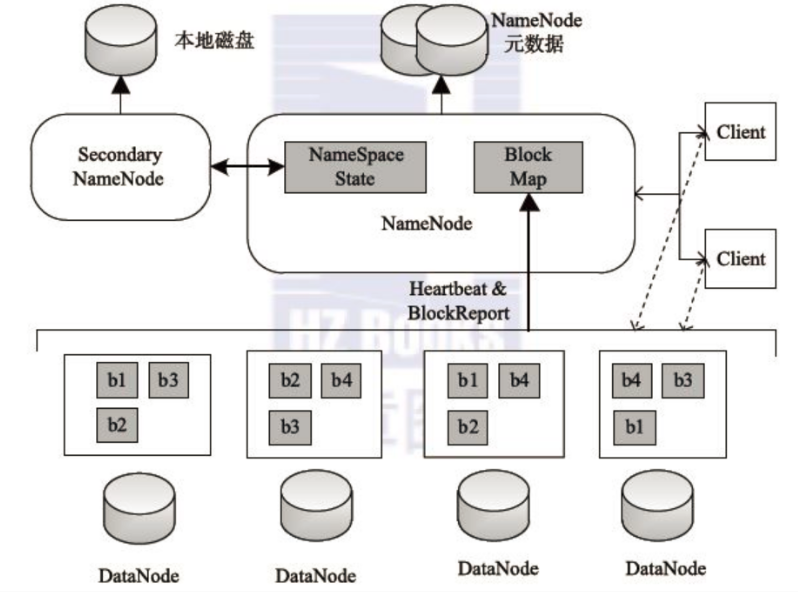 本地磁盘
NameNode
元数据
Secondary
NameNode
NameSpace
State
Block
Map
NameNode
Client
Client
Heartbeat &
BlockReport
HZ BOOKS
b1 b3
b2
b2 b4
b3
b1 b4
b2
b4 b3
b1
DataNode
DataNode
DataNode
DataNode